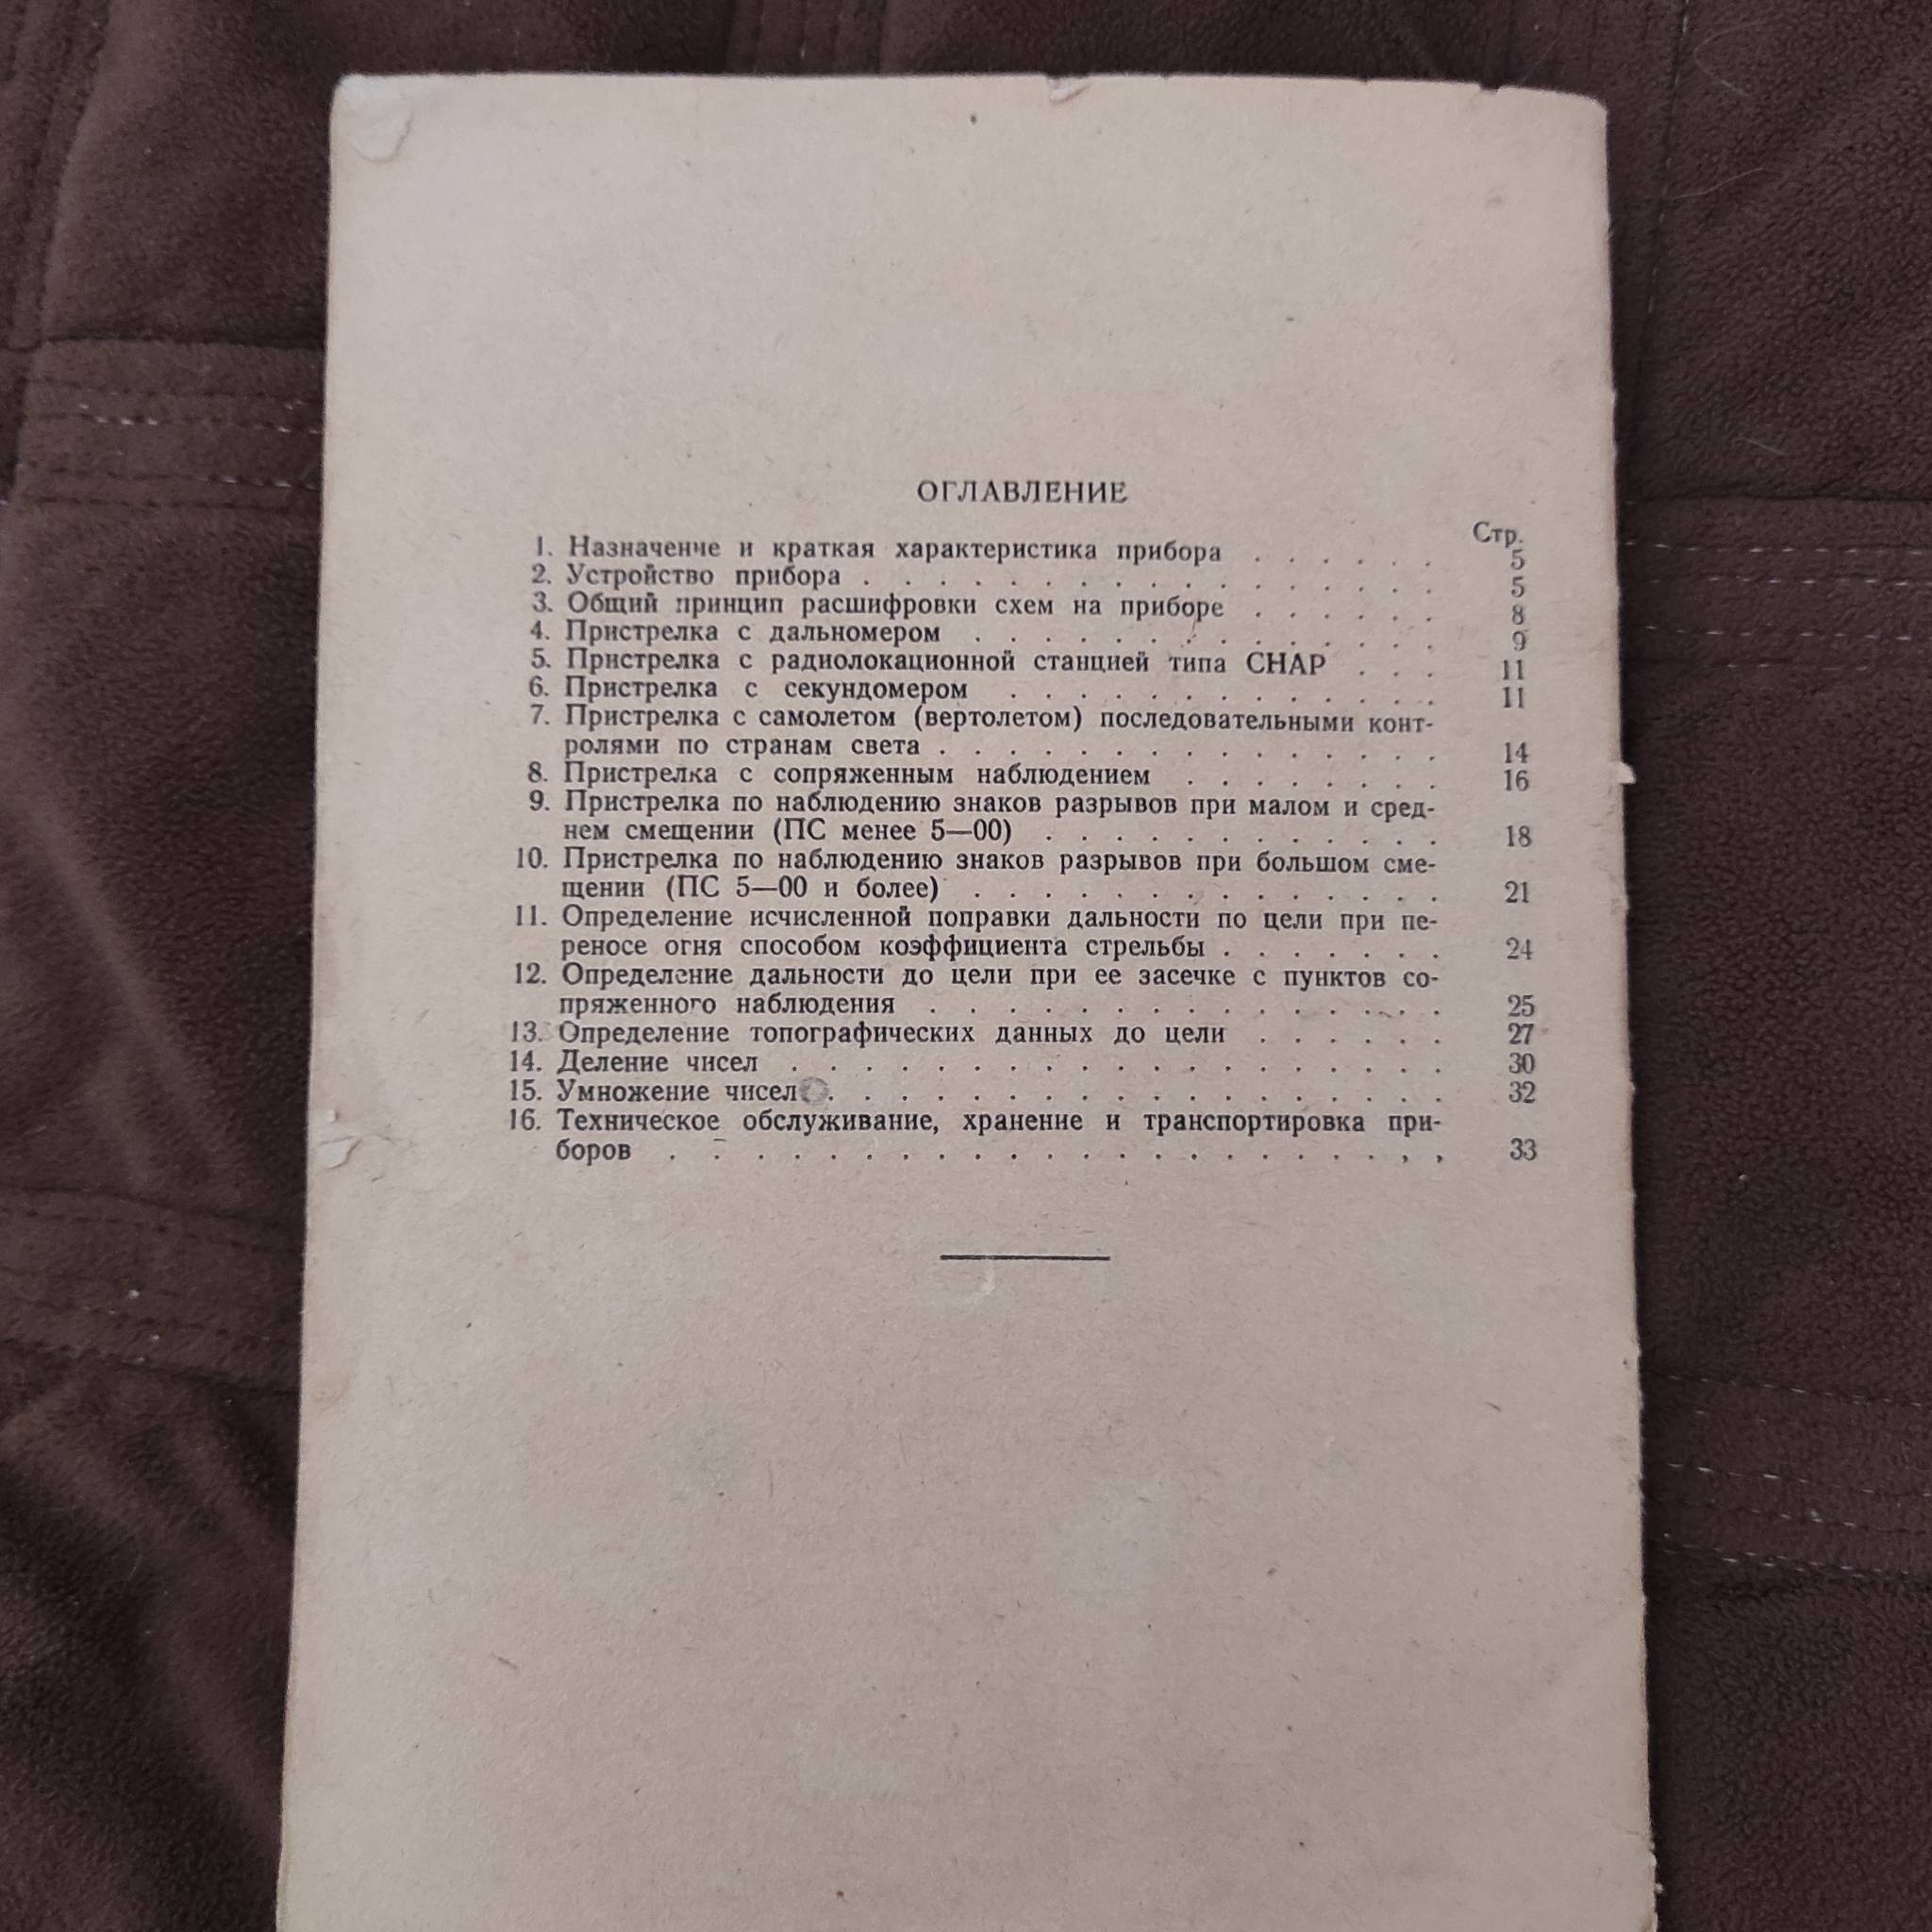 ОГЛАВЛЕНИЕ
Стр.
1. Назначение и краткая характеристика прибора . . . . . . 5
2. Устройство прибора . . . . . . . . . . . . . . . . 5
3. Общий принцип расшифровки схем на приборе . . . . . . 8
4. Пристрелка с дальномером . . . . . . . . . . . . . 9
5. Пристрелка с радиолокационной станцией типа СНАР . . . 11
6. Пристрелка с секундомером . . . . . . . . . . . . 11
7. Пристрелка с самолетом (вертолетом) последовательными конт-
ролями по странам света . . . . . . . . . . . . . . 14
8. Пристрелка с сопряженным наблюдением . . . . . . . 16
9. Пристрелка по наблюдению знаков разрывов при малом и сред-
нем смещении (ПС менее 5—00) . . . . . . . . . . . 18
10. Пристрелка по наблюдению знаков разрывов при большом сме-
щении (ПС 5—00 и более) . . . . . . . . . . . . . 21
11. Определение исчисленной поправки дальности по цели при пе-
реносе огня способом коэффициента стрельбы . . . . . . . 24
12. Определение дальности до цели при ее засечке с пунктов со-
пряженного наблюдения . . . . . . . . . . . . . . 25
13. Определение топографических данных до цели . . . . . . 27
14. Деление чисел . . . . . . . . . . . . . . . . . . 30
15. Умножение чисел . . . . . . . . . . . . . . . . . 32
16. Техническое обслуживание, хранение и транспортировка при-
боров . . . . . . . . . . . . . . . . . . . . , , 33